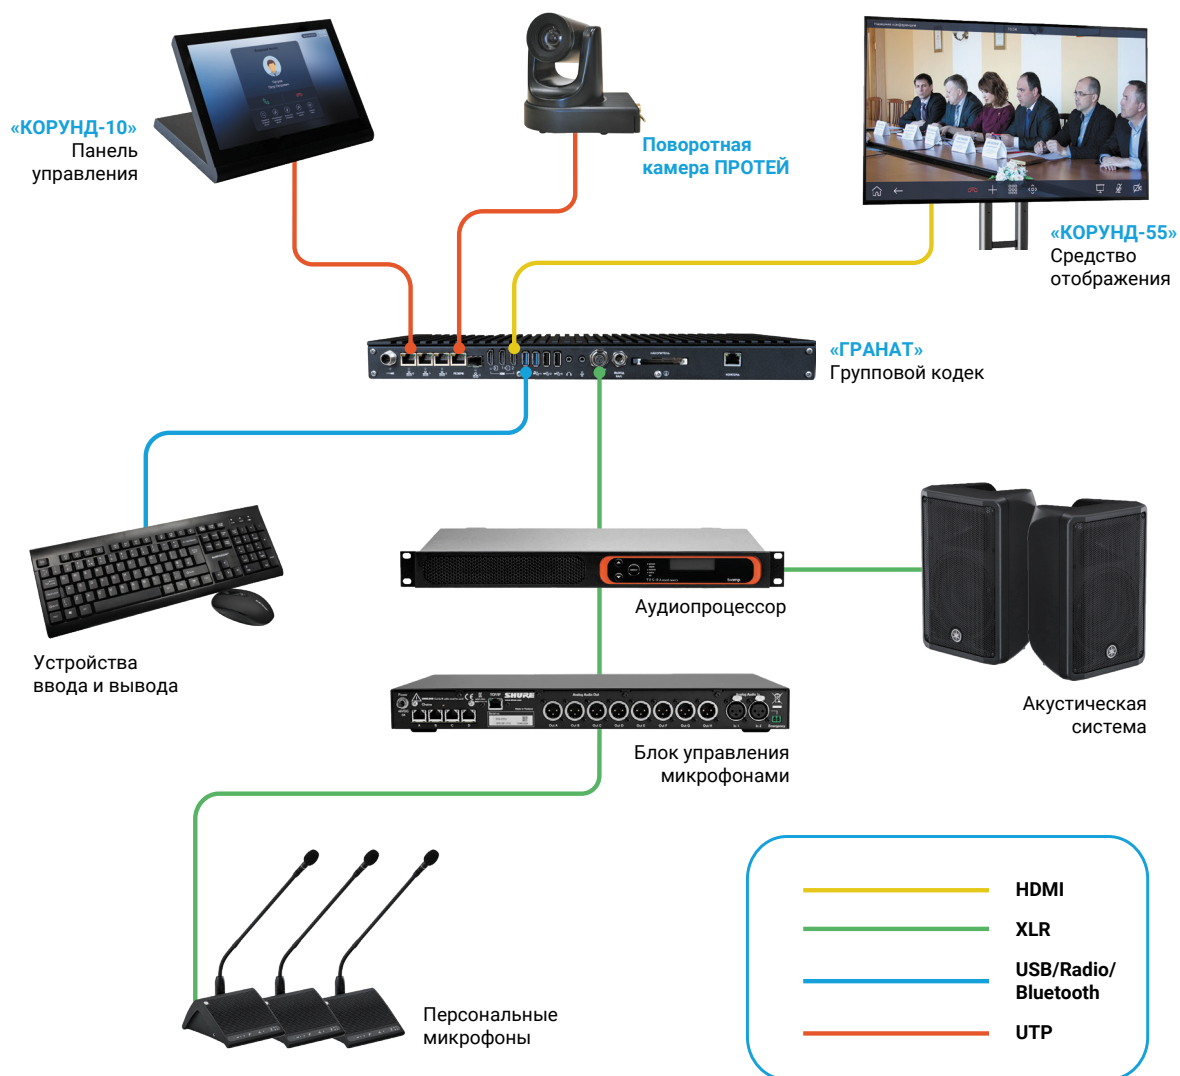 «КОРУНД-10»
Панель
управления
Поворотная
камера ПРОТЕЙ
«КОРУНД-55»
Средство
отображения
«ГРАНАТ»
Групповой кодек
Устройства
ввода и вывода
Аудиопроцессор
Акустическая
система
SHURE
Блок управления
микрофонами
Персональные
микрофоны
HDMI
XLR
USB/Radio/
Bluetooth
UTP